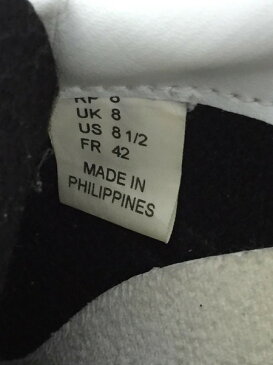 UK 8
US 8 1/2
FR 42
MADE IN
PHILIPPINES